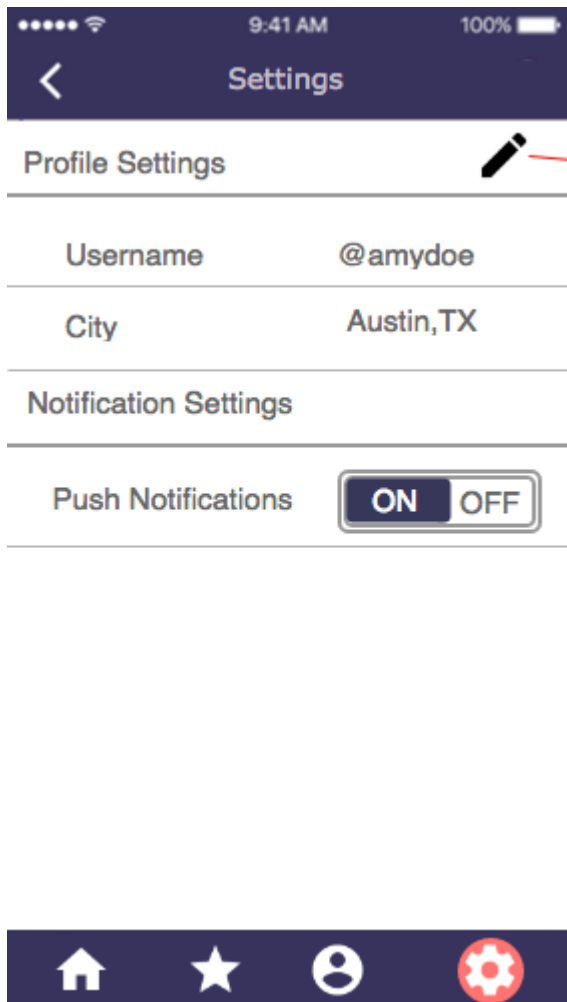 9:41 AM 100%
Settings
Profile Settings
Username @amydoe
City Austin,TX
Notification Settings
Push Notifications ON OFF